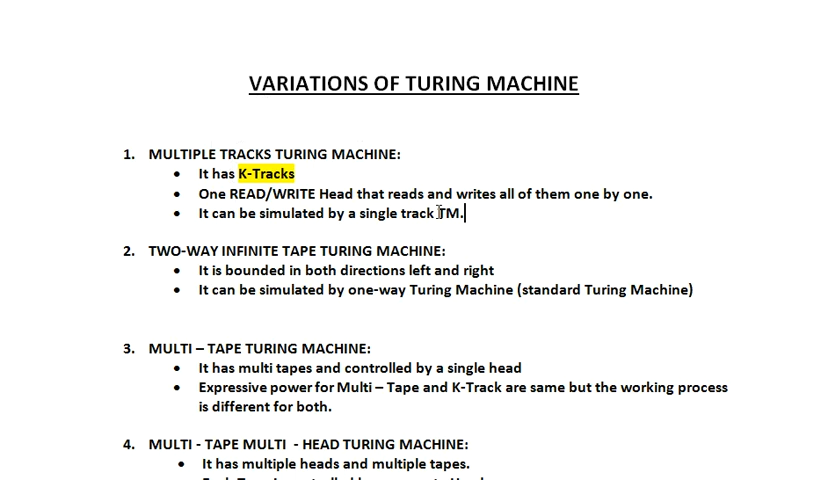 VARIATIONS OF TURING MACHINE
1. MULTIPLE TRACKS TURING MACHINE:
• It has K-Tracks
• One READ/WRITE Head that reads and writes all of them one by one.
• It can be simulated by a single track TM.
2. TWO-WAY INFINITE TAPE TURING MACHINE:
• It is bounded in both directions left and right
• It can be simulated by one-way Turing Machine (standard Turing Machine)
3. MULTI – TAPE TURING MACHINE:
• It has multi tapes and controlled by a single head
• Expressive power for Multi – Tape and K-Track are same but the working process
is different for both.
4. MULTI - TAPE MULTI - HEAD TURING MACHINE:
• It has multiple heads and multiple tapes.